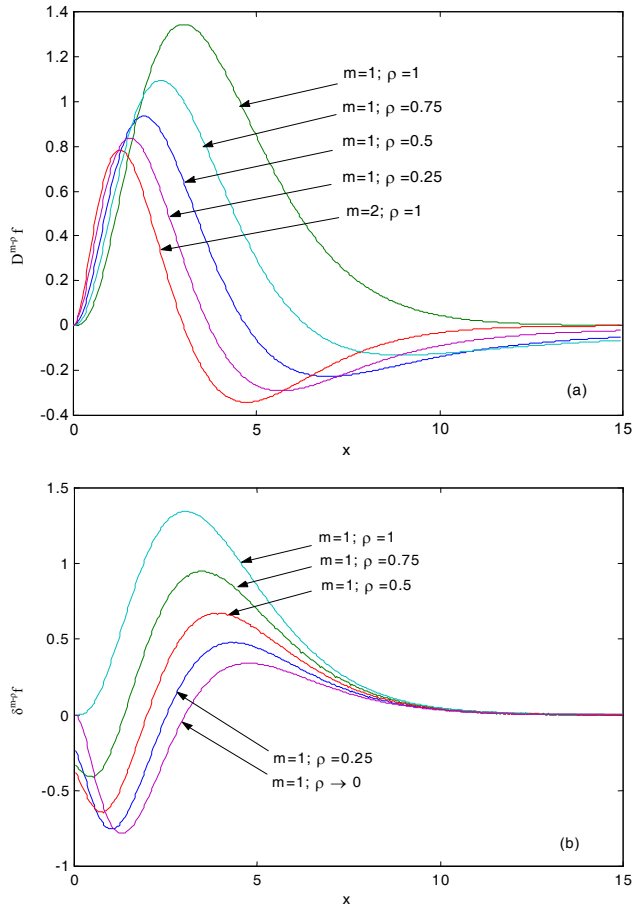 1.4
1.2
1
0.8
0.6
0.4
0.2
0
-0.2
-0.4
D^{m-ρ} f
m=1; ρ =1
m=1; ρ =0.75
m=1; ρ =0.5
m=1; ρ =0.25
m=2; ρ =1
(a)
0 5 10 15
x
1.5
1
0.5
0
-0.5
-1
δ^{m-ρ} f
m=1; ρ =1
m=1; ρ =0.75
m=1; ρ =0.5
m=1; ρ =0.25
m=1; ρ → 0
(b)
0 5 10 15
x